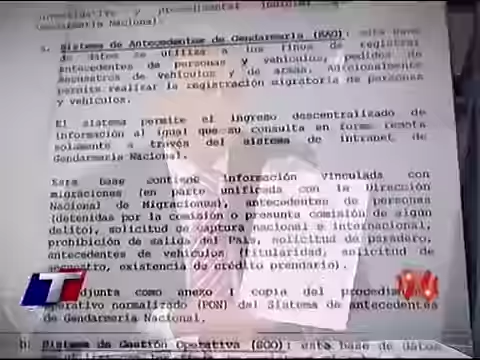 investigativo y procedimental judicial
Gendarmería Nacional.
a. Sistema de Antecedentes de Gendarmería (SAG): esta base
de datos se utiliza a los fines de registrar
antecedentes de personas y vehículos, pedidos de
secuestros de vehículos y de armas. Adicionalmente
permite realizar la registración migratoria de personas
y vehículos.
El sistema permite el ingreso descentralizado de
información al igual que su consulta en forma remota
solamente a través del sistema de intranet de
Gendarmería Nacional.
Esta base contiene información vinculada con
migraciones (en parte unificada con la Dirección
Nacional de Migraciones), antecedentes de personas
(detenidas por la comisión o presunta comisión de algún
delito), solicitud de captura nacional e internacional,
prohibición de salida del País, solicitud de paradero,
antecedentes de vehículos (titularidad, solicitud de
secuestro, existencia de crédito prendario).
adjunta como anexo I copia del procedimiento
operativo normalizado (PON) del Sistema de antecedentes
de Gendarmería Nacional.
b) Sistema de Gestión Operativa (SGO): esta base de datos
T